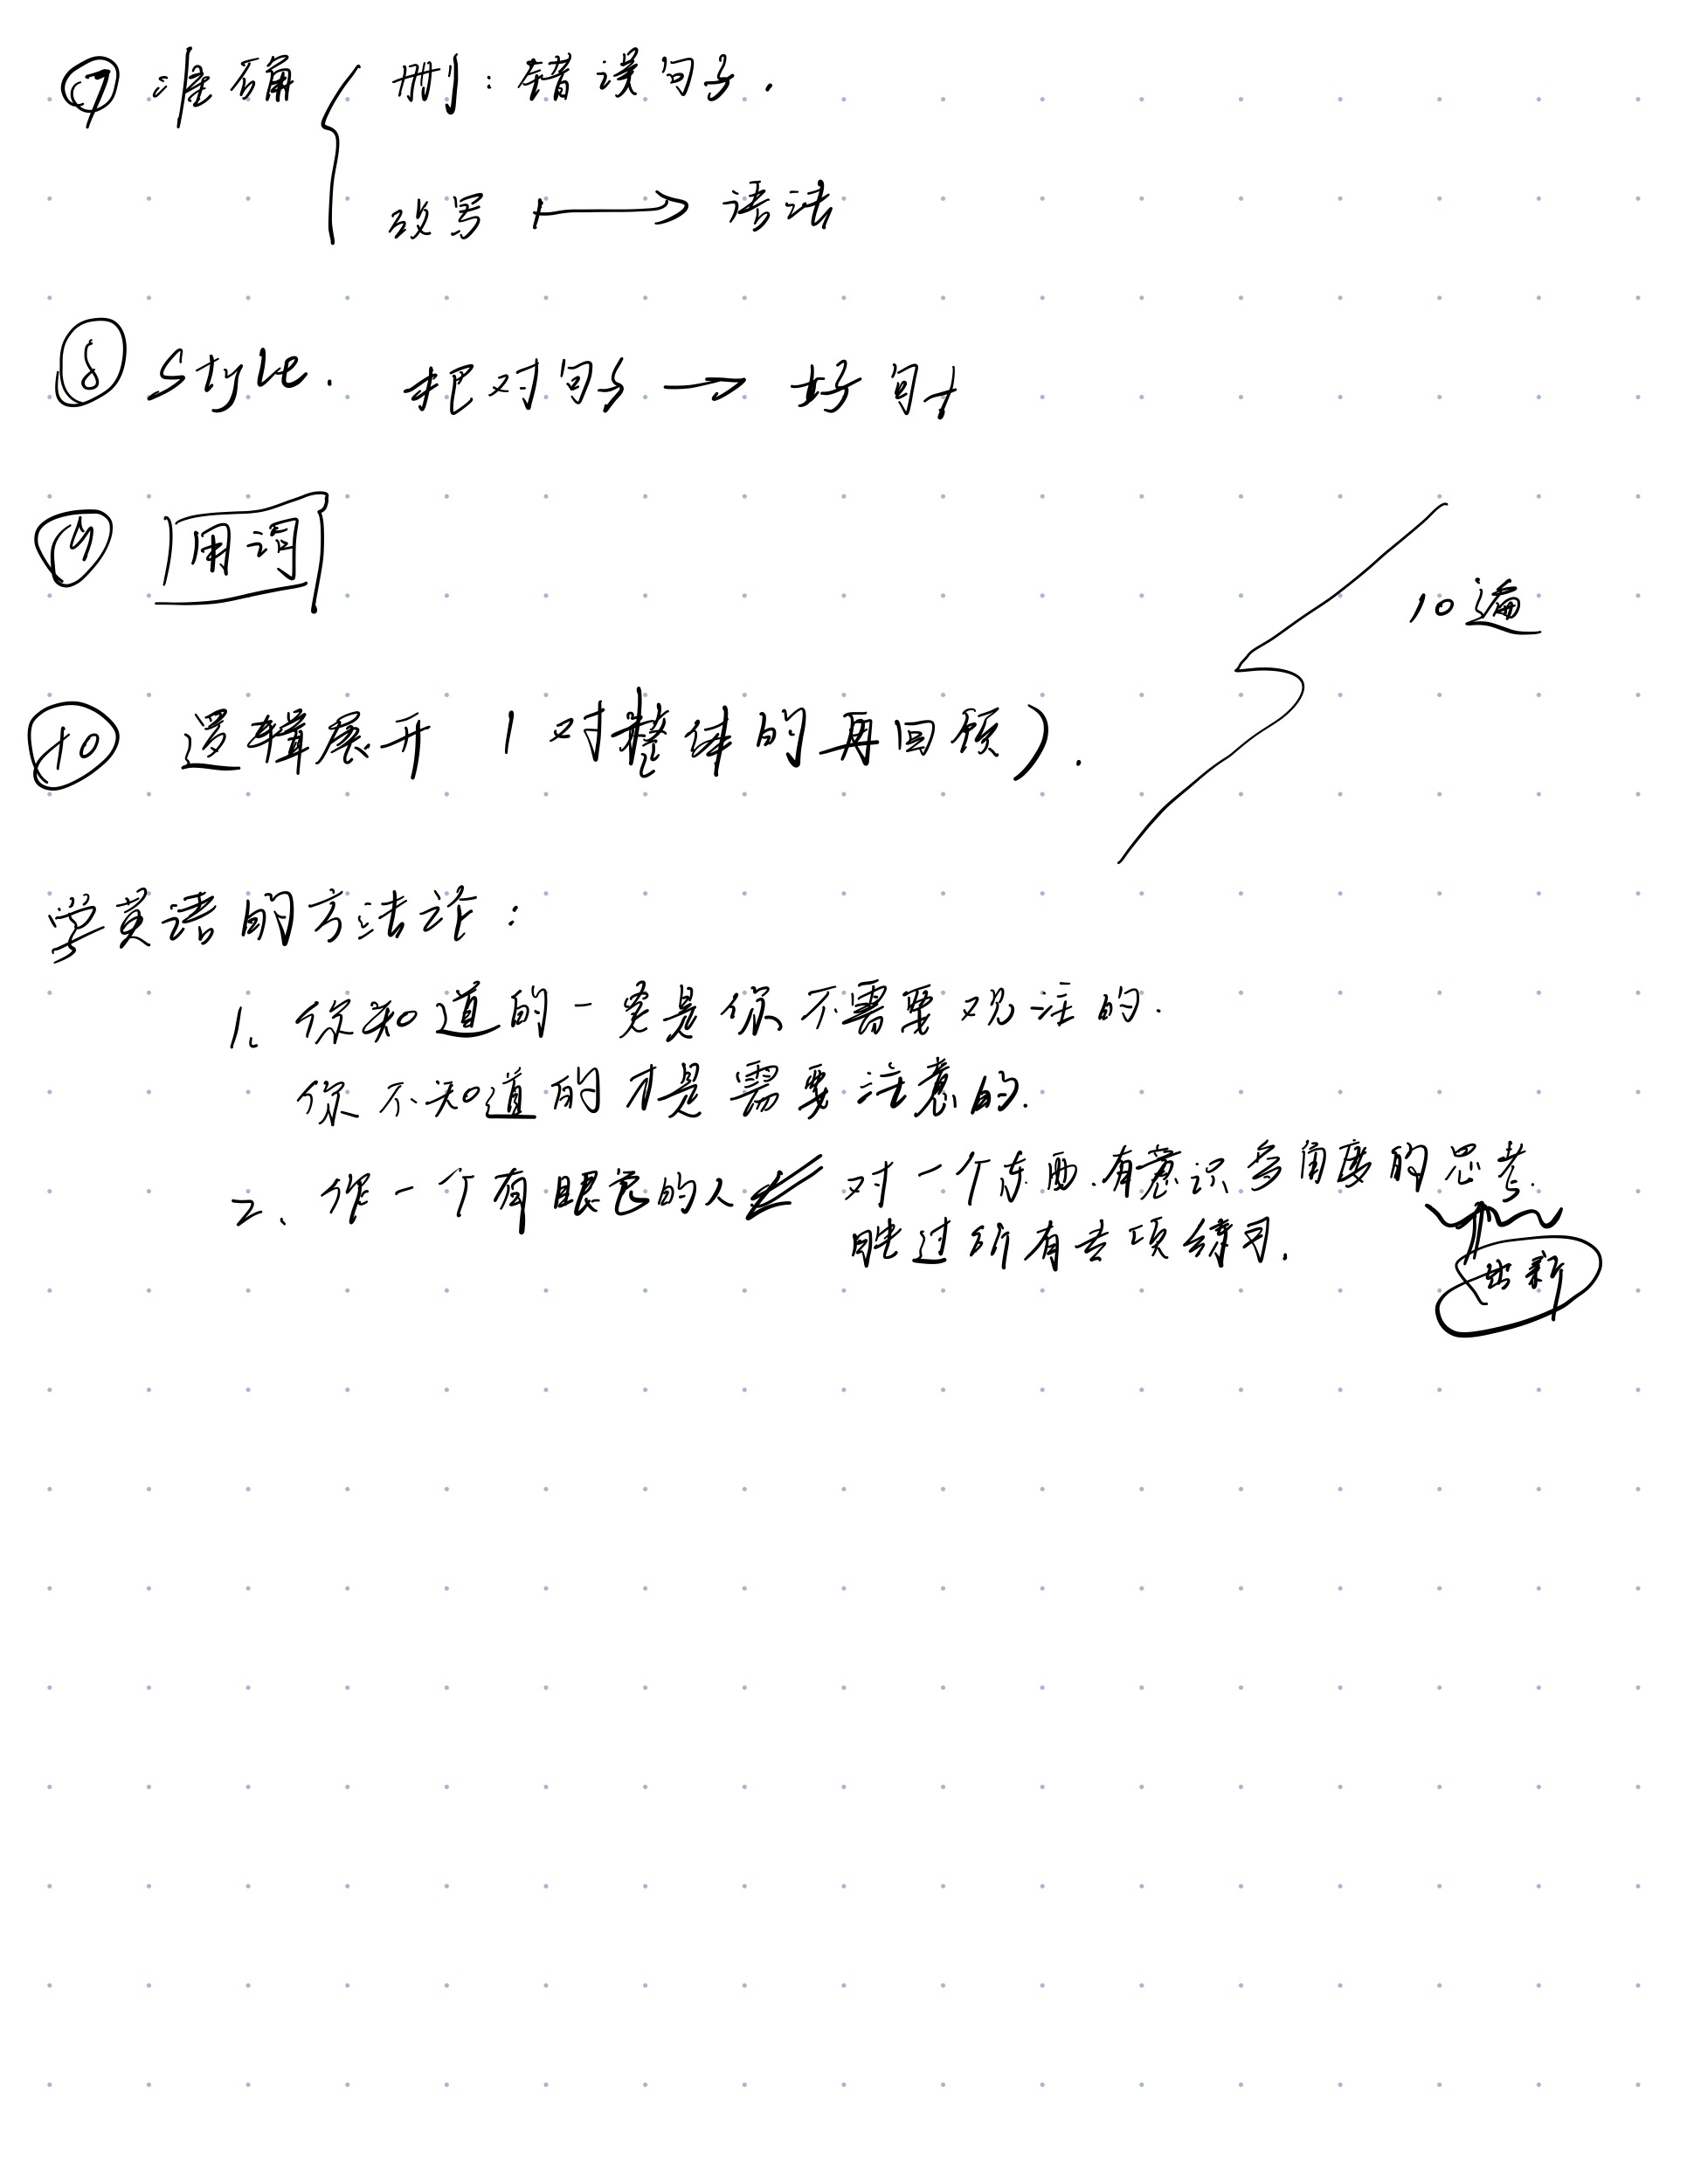 ⑦ 准确 { 删：错误句子.
改写 ⟼ 语法
⑧ Style. 把对句子 → 好句子
用词
10遍
⑩ 逻辑展开 (对整体的再回顾).
学英语的方法论：
1. 你知道的一定是你不需要关注的.
你不知道的才是需要注意的.
2. 作一个有眼光的人 ⇐ 对一个东西.有意识多角度的思考.
胜过所有专项练习.
出新